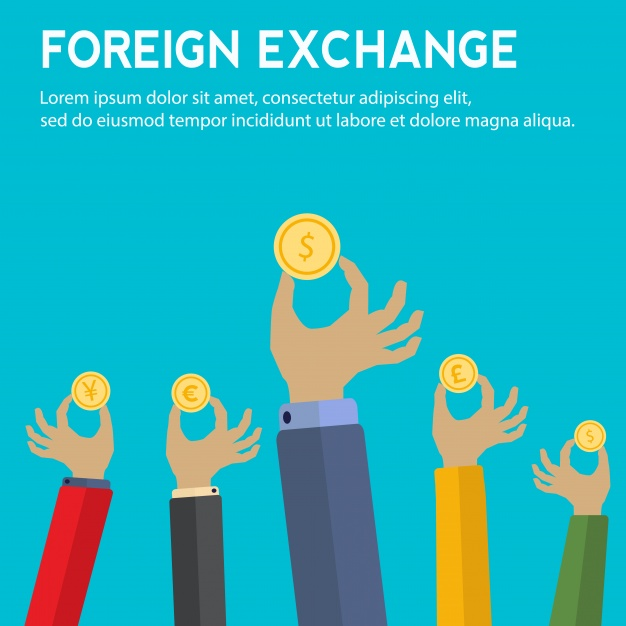 FOREIGN EXCHANGE
Lorem ipsum dolor sit amet, consectetur adipiscing elit,
sed do eiusmod tempor incididunt ut labore et dolore magna aliqua.
$
¥
€
£
$